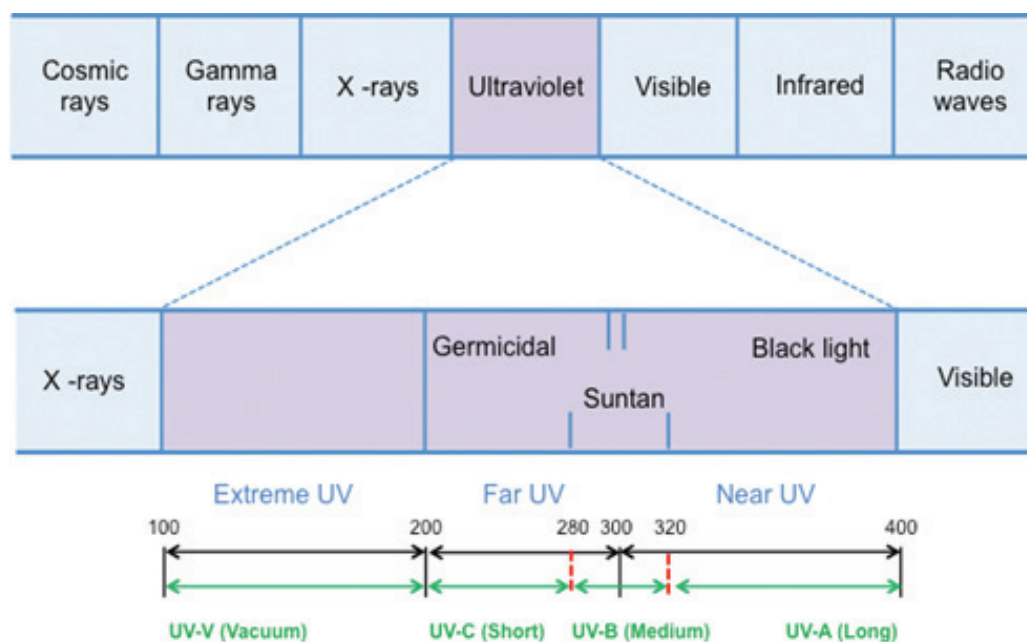 Cosmic rays
Gamma rays
X -rays
Ultraviolet
Visible
Infrared
Radio waves
X -rays
Germicidal
Suntan
Black light
Visible
Extreme UV
Far UV
Near UV
100
200
280
300
320
400
UV-V (Vacuum)
UV-C (Short)
UV-B (Medium)
UV-A (Long)